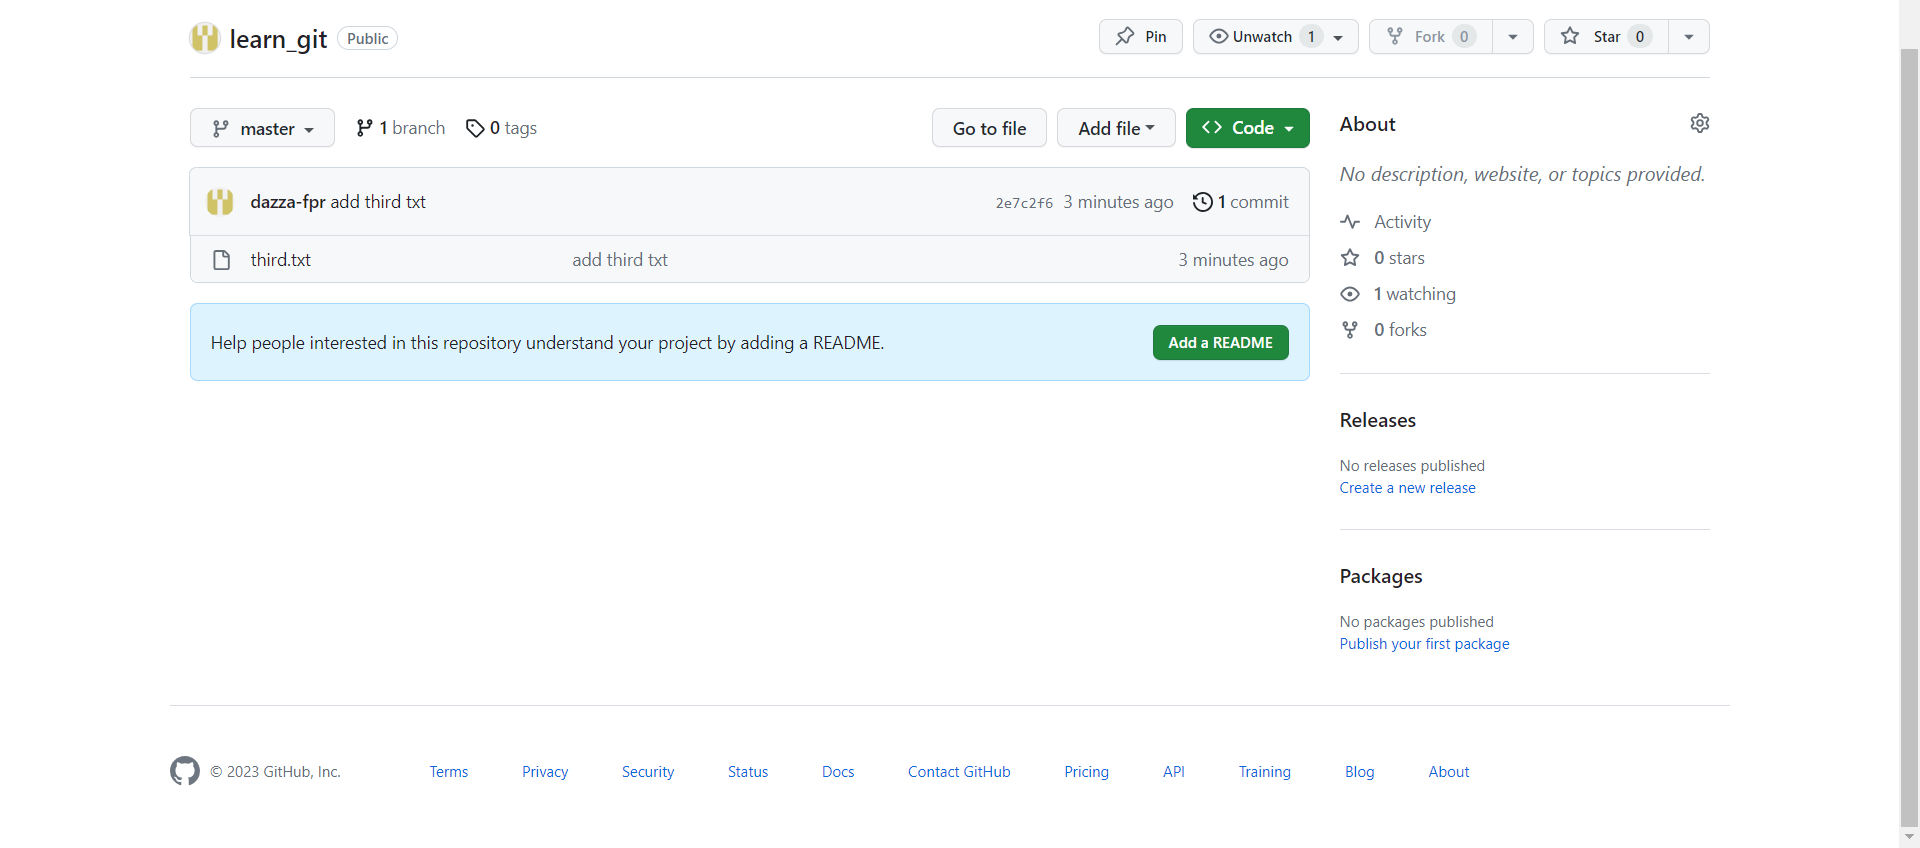 learn_git Public Pin Unwatch 1 Fork 0 Star 0
master 1 branch 0 tags Go to file Add file Code
dazza-fpr add third txt 2e7c2f6 3 minutes ago 1 commit
third.txt add third txt 3 minutes ago
Help people interested in this repository understand your project by adding a README. Add a README
About
No description, website, or topics provided.
Activity
0 stars
1 watching
0 forks
Releases
No releases published
Create a new release
Packages
No packages published
Publish your first package
© 2023 GitHub, Inc. Terms Privacy Security Status Docs Contact GitHub Pricing API Training Blog About